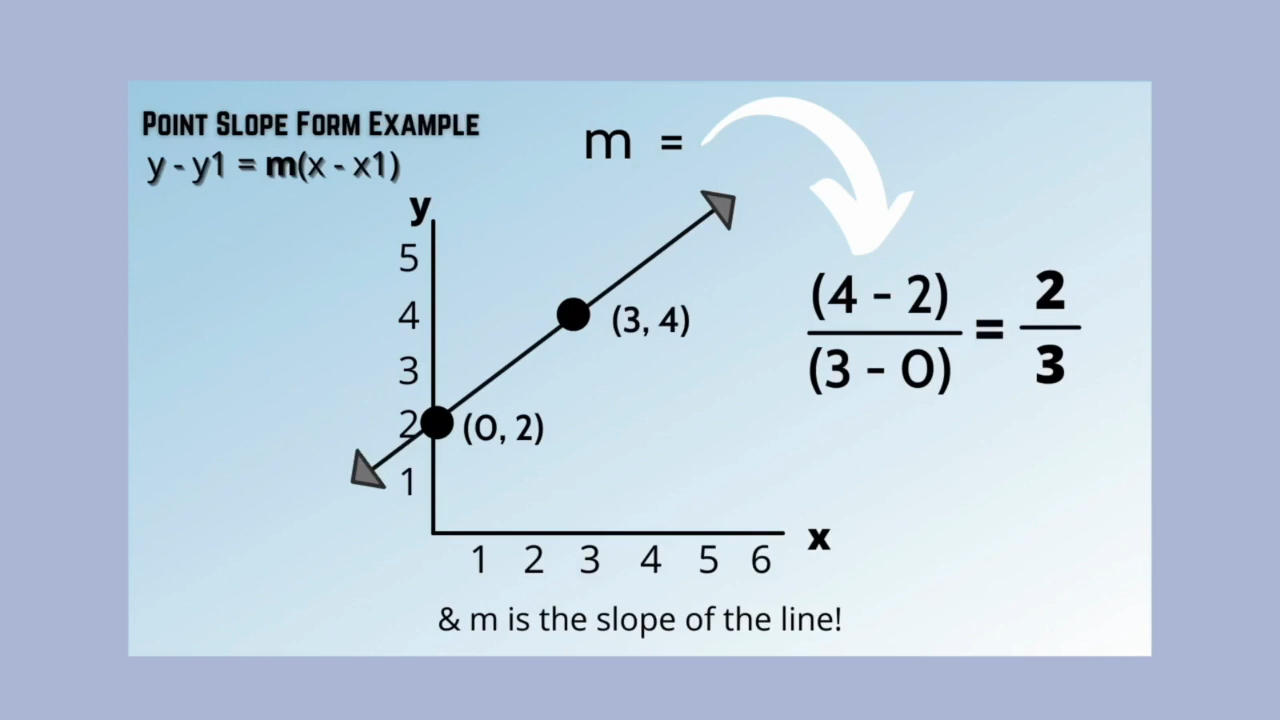 POINT SLOPE FORM EXAMPLE
y - y1 = m(x - x1)
m =
y
5
4
3
2
1
(3, 4)
(0, 2)
(4 - 2)
(3 - 0)
=
2
3
x
1 2 3 4 5 6
& m is the slope of the line!